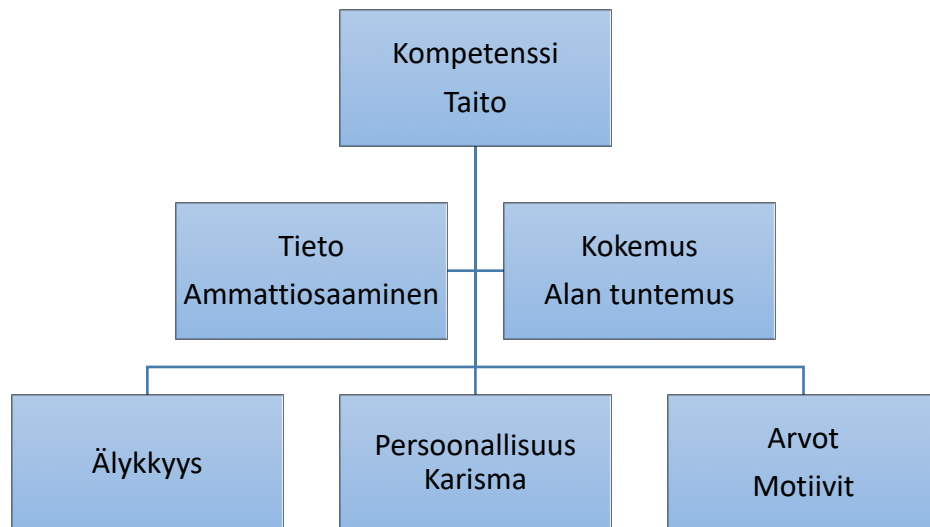 Kompetenssi
Taito
Tieto
Ammattiosaaminen
Kokemus
Alan tuntemus
Älykkyys
Persoonallisuus
Karisma
Arvot
Motiivit